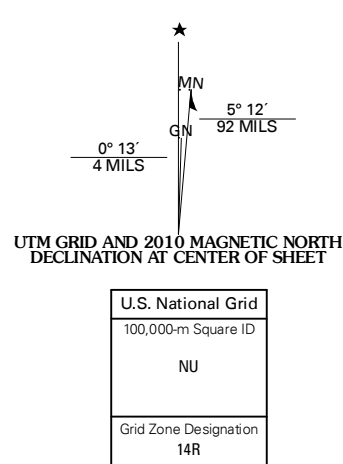 ★
MN
GN
5° 12´
92 MILS
0° 13´
4 MILS
UTM GRID AND 2010 MAGNETIC NORTH
DECLINATION AT CENTER OF SHEET
U.S. National Grid
100,000-m Square ID
NU
Grid Zone Designation
14R